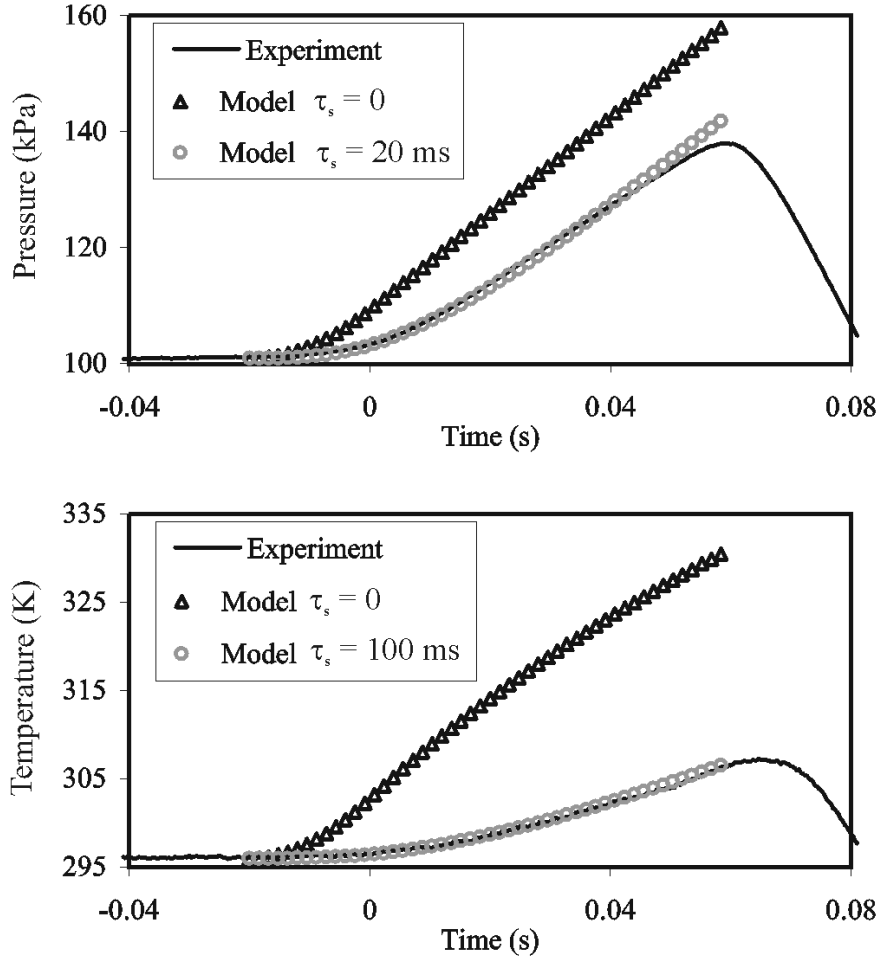 160
140
120
100
Pressure (kPa)
Experiment
Model τs = 0
Model τs = 20 ms
-0.04
0
0.04
0.08
Time (s)
335
325
315
305
295
Temperature (K)
Experiment
Model τs = 0
Model τs = 100 ms
-0.04
0
0.04
0.08
Time (s)